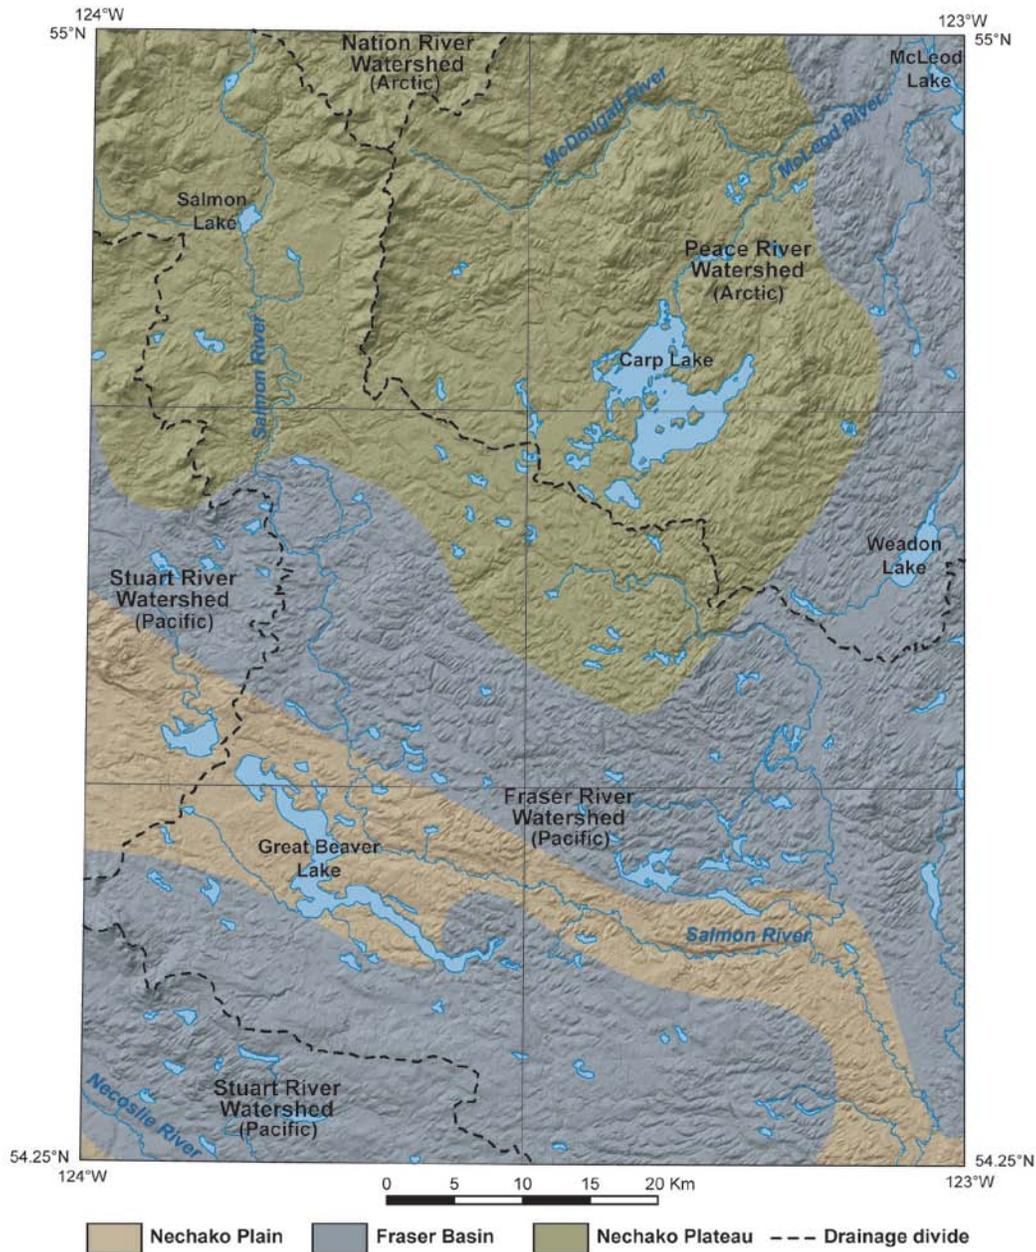 124°W
123°W
55°N
55°N
Nation River
Watershed
(Arctic)
McLeod
Lake
McDougall River
McLeod River
Salmon
Lake
Peace River
Watershed
(Arctic)
Salmon River
Carp Lake
Weadon
Lake
Stuart River
Watershed
(Pacific)
Fraser River
Watershed
(Pacific)
Great Beaver
Lake
Salmon River
Stuart River
Watershed
(Pacific)
Necoslie River
54.25°N
54.25°N
124°W
123°W
0 5 10 15 20 Km
Nechako Plain
Fraser Basin
Nechako Plateau
Drainage divide